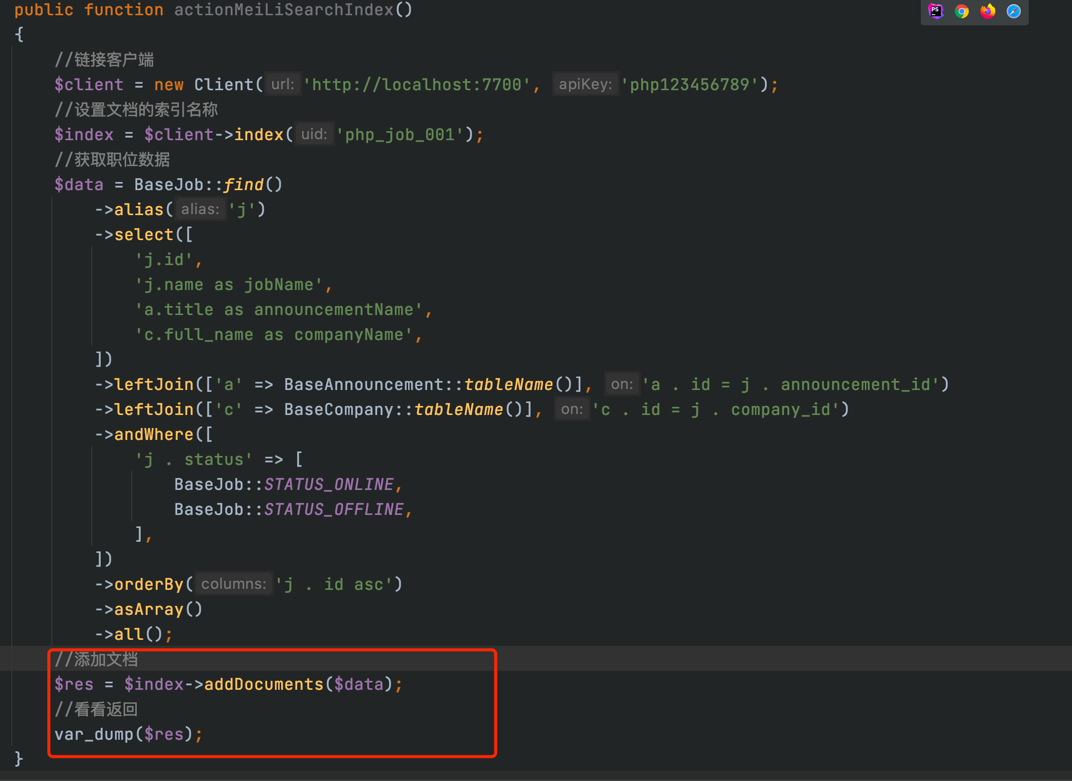 public function actionMeiLiSearchIndex()
{
//链接客户端
$client = new Client( url: 'http://localhost:7700', apiKey: 'php123456789');
//设置文档的索引名称
$index = $client->index( uid: 'php_job_001');
//获取职位数据
$data = BaseJob::find()
->alias( alias: 'j')
->select([
'j.id',
'j.name as jobName',
'a.title as announcementName',
'c.full_name as companyName',
])
->leftJoin(['a' => BaseAnnouncement::tableName()], on: 'a . id = j . announcement_id')
->leftJoin(['c' => BaseCompany::tableName()], on: 'c . id = j . company_id')
->andWhere([
'j . status' => [
BaseJob::STATUS_ONLINE,
BaseJob::STATUS_OFFLINE,
],
])
->orderBy( columns: 'j . id asc')
->asArray()
->all();
//添加文档
$res = $index->addDocuments($data);
//看看返回
var_dump($res);
}
PS